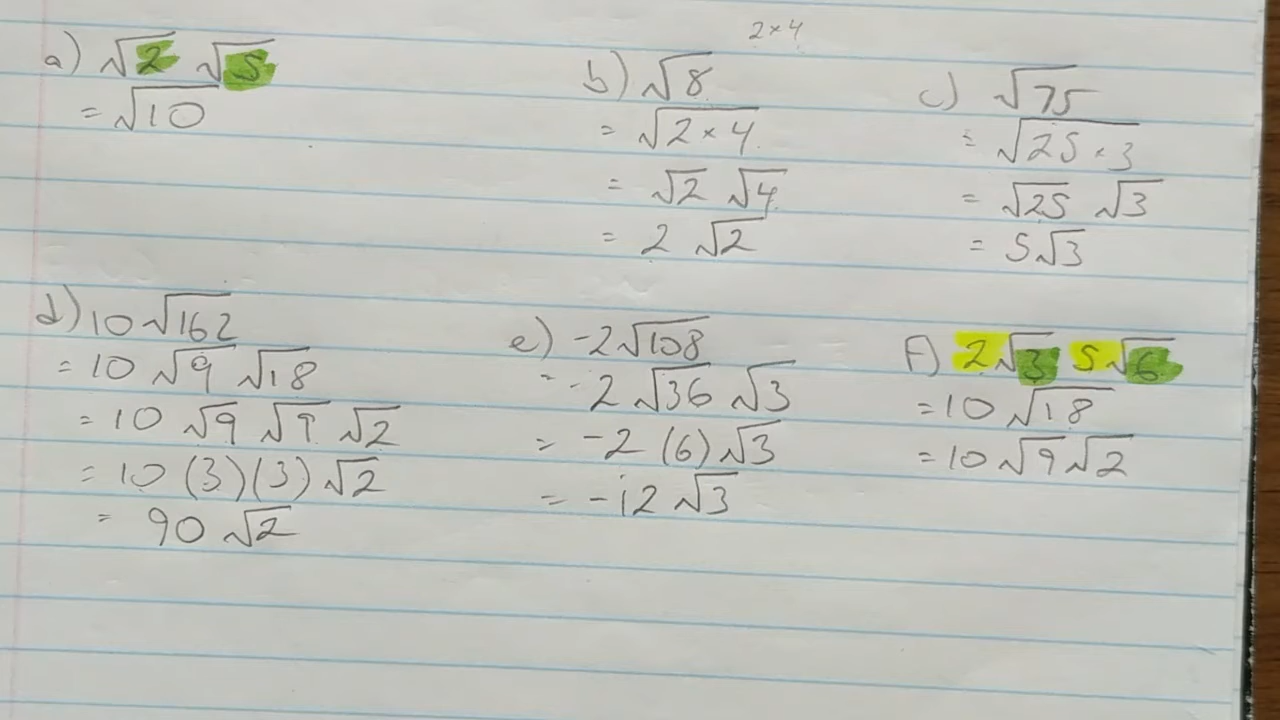 2×4
a) √2 √5
= √10
b) √8
= √2×4
= √2 √4
= 2 √2
c) √75
= √25×3
= √25 √3
= 5√3
d) 10√162
= 10 √9 √18
= 10 √9 √9 √2
= 10 (3)(3)√2
= 90 √2
e) -2√108
= -2 √36 √3
= -2 (6)√3
= -12√3
F) 2√3 5√6
= 10 √18
= 10√9√2